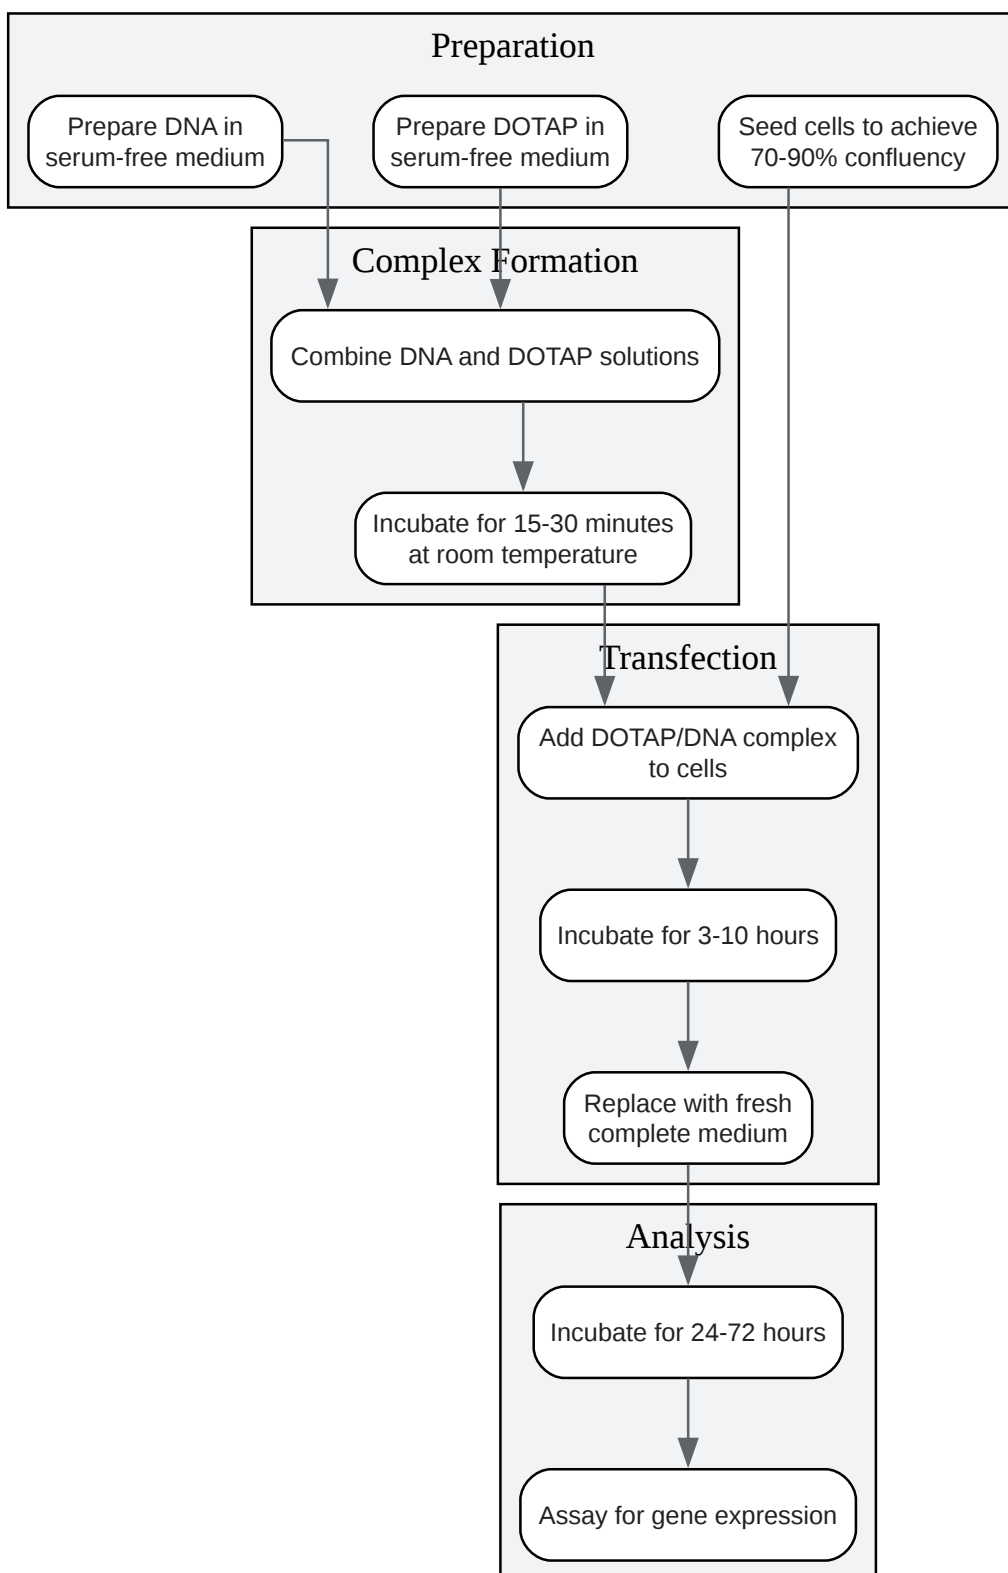 Preparation
Prepare DNA in
serum-free medium
Prepare DOTAP in
serum-free medium
Seed cells to achieve
70-90% confluency
Complex Formation
Combine DNA and DOTAP solutions
Incubate for 15-30 minutes
at room temperature
Transfection
Add DOTAP/DNA complex
to cells
Incubate for 3-10 hours
Replace with fresh
complete medium
Analysis
Incubate for 24-72 hours
Assay for gene expression